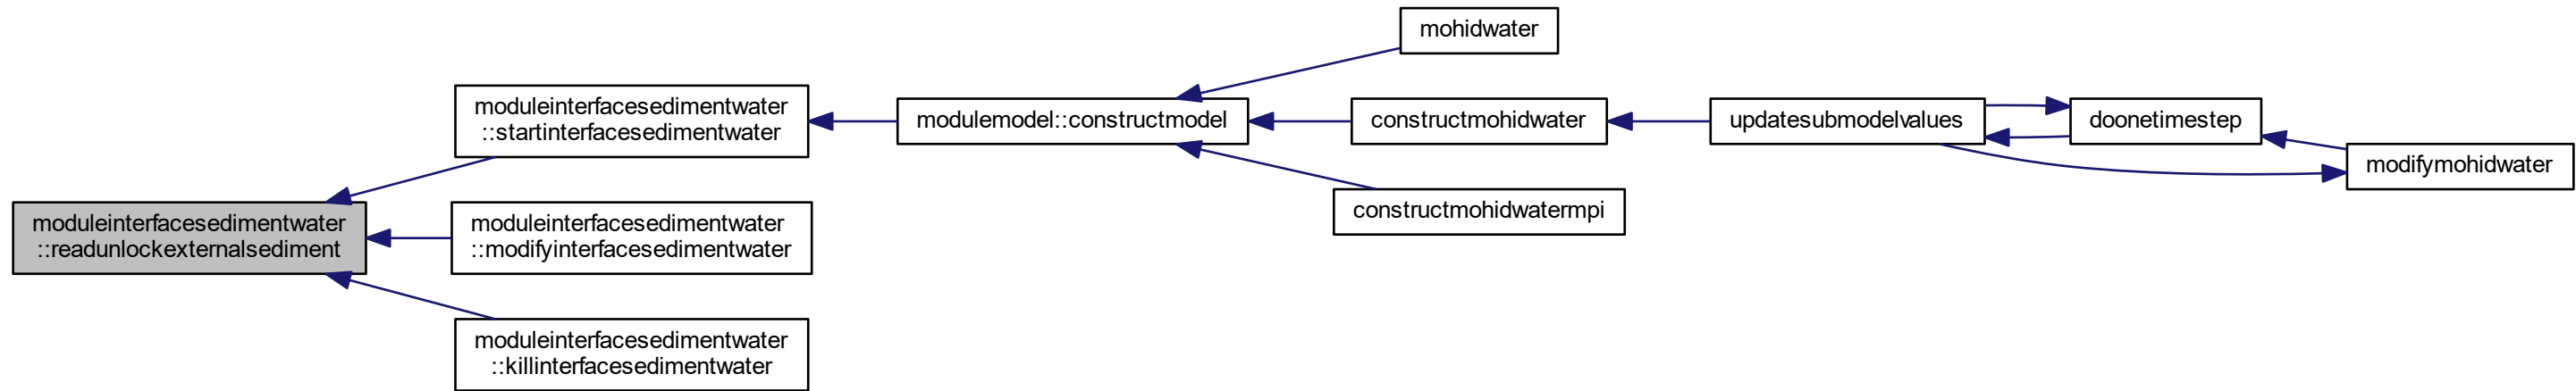 mohidwater
moduleinterfacesedimentwater
::startinterfacesedimentwater
modulemodel::constructmodel
constructmohidwater
updatesubmodelvalues
doonetimestep
modifymohidwater
constructmohidwatermpi
moduleinterfacesedimentwater
::readunlockexternalsediment
moduleinterfacesedimentwater
::modifyinterfacesedimentwater
moduleinterfacesedimentwater
::killinterfacesedimentwater